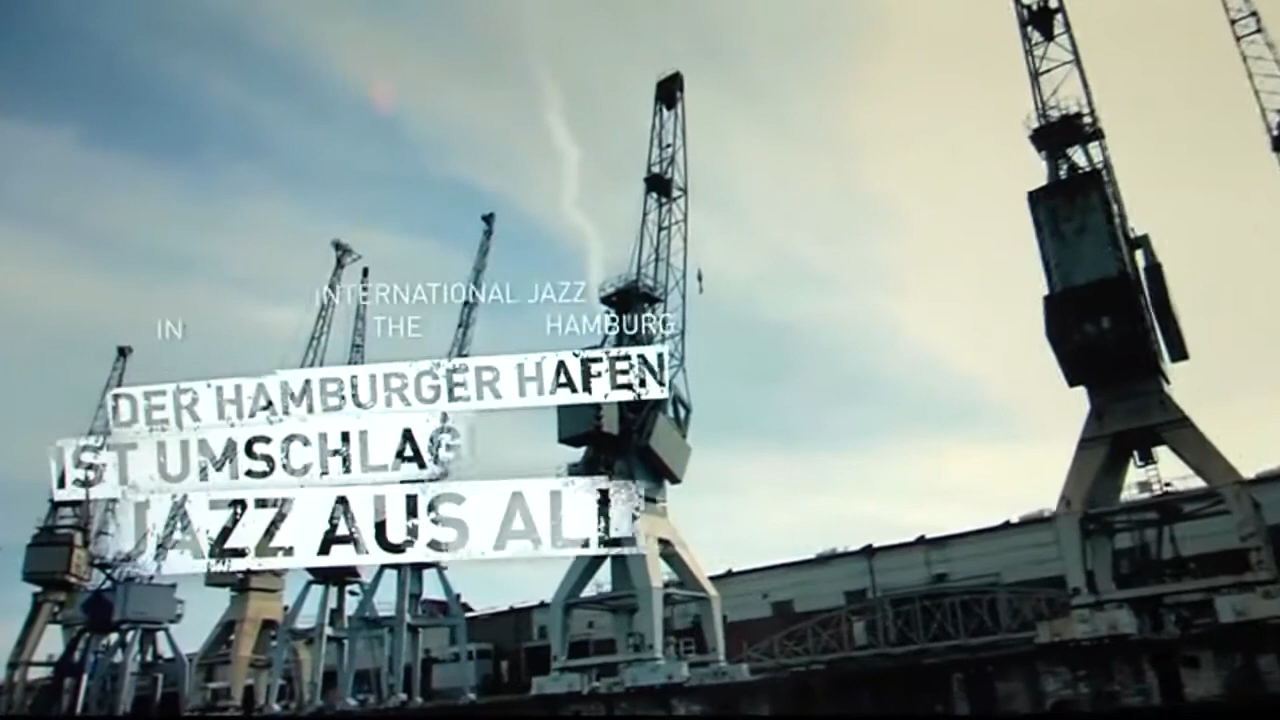 INTERNATIONAL JAZZ
IN THE HAMBURG
DER HAMBURGER HAFEN
IST UMSCHLAG
JAZZ AUS ALL